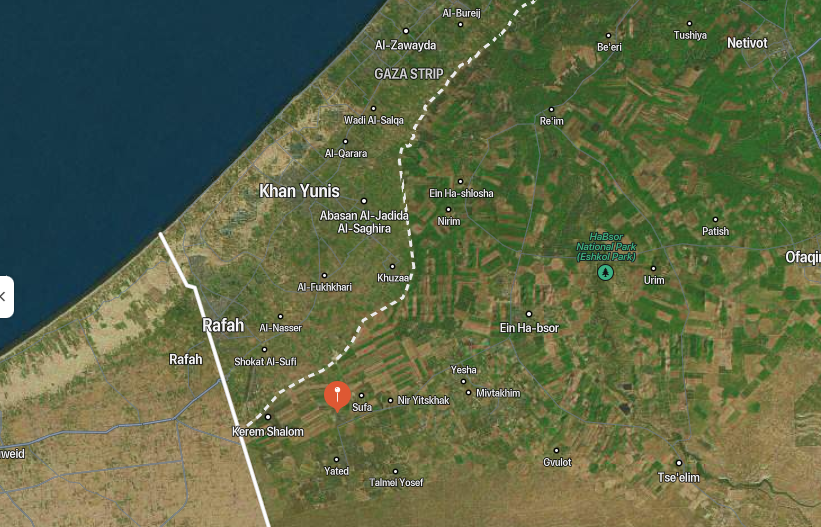 Al-Bureij
Al-Zawayda
Be'eri
Tushiya
Netivot
GAZA STRIP
Wadi Al-Salqa
Re'im
Al-Qarara
Khan Yunis
Ein Ha-shlosha
Abasan Al-Jadida
Al-Saghira
Nirim
Patish
HaBsor
National Park
(Eshkol Park)
Ofaqi
Khuzaa
Al-Fukhkhari
Urim
Rafah
Al-Nasser
Ein Ha-bsor
Rafah
Shokat Al-Sufi
Yesha
Mivtakhim
Sufa
Nir Yitskhak
Kerem Shalom
weid
Yated
Talmei Yosef
Gvulot
Tse'elim